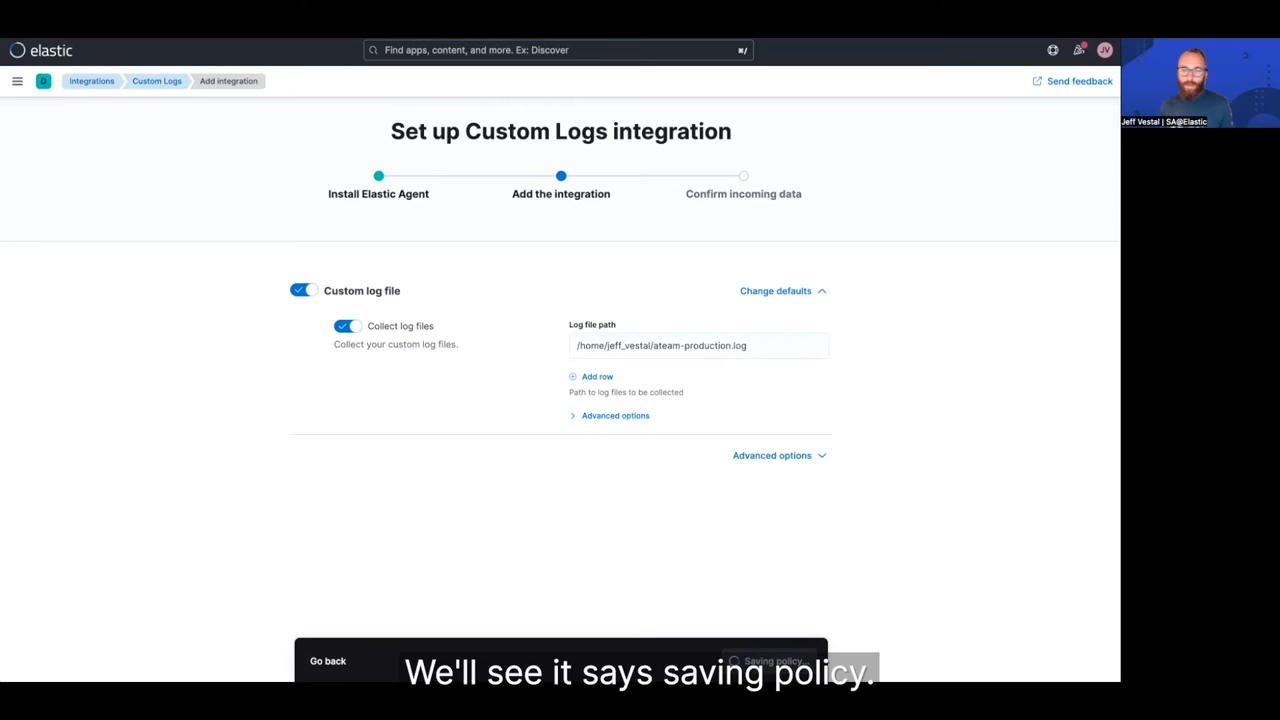 elastic
Find apps, content, and more. Ex: Discover
⌘/
JV
D
Integrations
Custom Logs
Add integration
Send feedback
Jeff Vestal | SA@Elastic
Set up Custom Logs integration
Install Elastic Agent
Add the integration
Confirm incoming data
Custom log file
Change defaults
Collect log files
Collect your custom log files.
Log file path
/home/jeff_vestal/ateam-production.log
Add row
Path to log files to be collected
Advanced options
Advanced options
Go back
Saving policy...
We'll see it says saving policy.